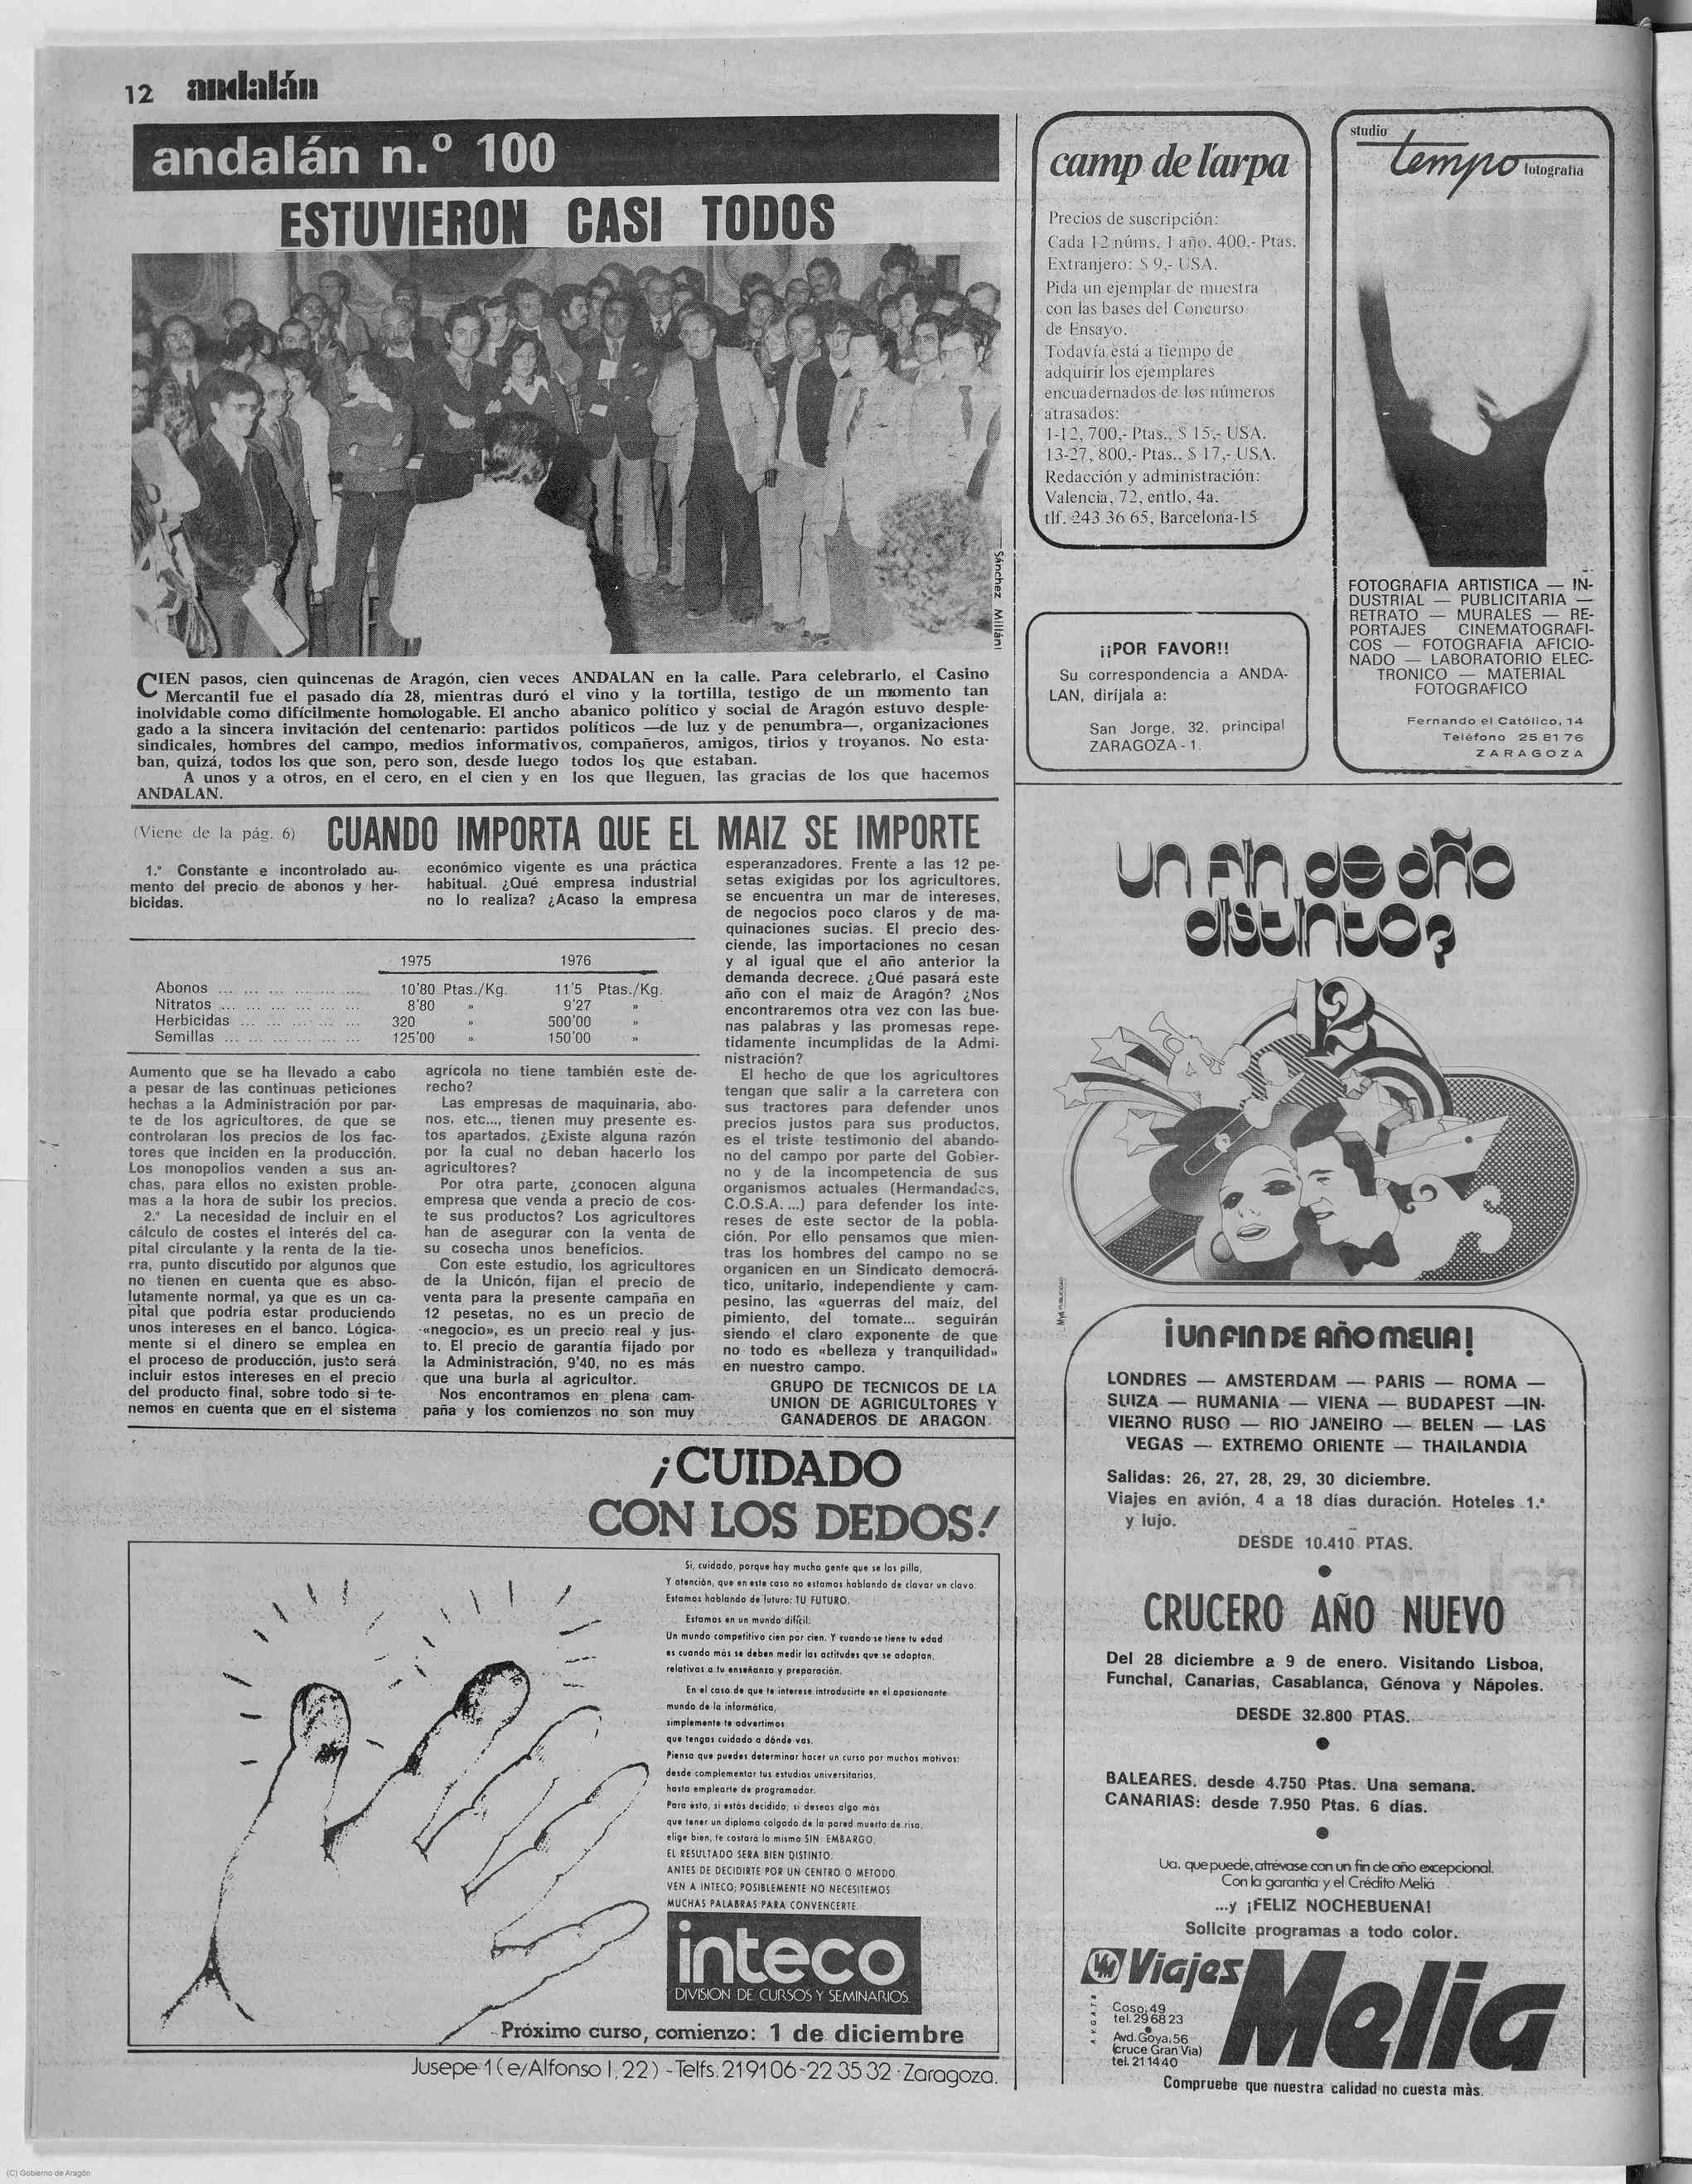 12 andalán
andalán n.º 100
ESTUVIERON CASI TODOS
Sánchez Millán
CIEN pasos, cien quincenas de Aragón, cien veces ANDALAN en la calle. Para celebrarlo, el Casino
Mercantil fue el pasado día 28, mientras duró el vino y la tortilla, testigo de un momento tan
inolvidable como difícilmente homologable. El ancho abanico político y social de Aragón estuvo desple-
gado a la sincera invitación del centenario: partidos políticos —de luz y de penumbra—, organizaciones
sindicales, hombres del campo, medios informativos, compañeros, amigos, tirios y troyanos. No esta-
ban, quizá, todos los que son, pero son, desde luego todos los que estaban.
A unos y a otros, en el cero, en el cien y en los que lleguen, las gracias de los que hacemos
ANDALAN.
(Viene de la pág. 6)
CUANDO IMPORTA QUE EL MAIZ SE IMPORTE
1.º Constante e incontrolado au-
mento del precio de abonos y her-
bicidas.
económico vigente es una práctica
habitual. ¿Qué empresa industrial
no lo realiza? ¿Acaso la empresa
1975 1976
Abonos ... ... ... ... ... ... 10'80 Ptas./Kg. 11'5 Ptas./Kg.
Nitratos ... ... ... ... ... ... 8'80 » 9'27 »
Herbicidas ... ... ... ... ... 320 » 500'00 »
Semillas ... ... ... ... ... ... 125'00 » 150'00 »
Aumento que se ha llevado a cabo
a pesar de las continuas peticiones
hechas a la Administración por par-
te de los agricultores, de que se
controlaran los precios de los fac-
tores que inciden en la producción.
Los monopolios venden a sus an-
chas, para ellos no existen proble-
mas a la hora de subir los precios.
2.º La necesidad de incluir en el
cálculo de costes el interés del ca-
pital circulante y la renta de la tie-
rra, punto discutido por algunos que
no tienen en cuenta que es abso-
lutamente normal, ya que es un ca-
pital que podría estar produciendo
unos intereses en el banco. Lógica-
mente si el dinero se emplea en
el proceso de producción, justo será
incluir estos intereses en el precio
del producto final, sobre todo si te-
nemos en cuenta que en el sistema
agrícola no tiene también este de-
recho?
Las empresas de maquinaria, abo-
nos, etc..., tienen muy presente es-
tos apartados. ¿Existe alguna razón
por la cual no deban hacerlo los
agricultores?
Por otra parte, ¿conocen alguna
empresa que venda a precio de cos-
te sus productos? Los agricultores
han de asegurar con la venta de
su cosecha unos beneficios.
Con este estudio, los agricultores
de la Unicón, fijan el precio de
venta para la presente campaña en
12 pesetas, no es un precio de
«negocio», es un precio real y jus-
to. El precio de garantía fijado por
la Administración, 9'40, no es más
que una burla al agricultor.
Nos encontramos en plena cam-
paña y los comienzos no son muy
esperanzadores. Frente a las 12 pe-
setas exigidas por los agricultores,
se encuentra un mar de intereses,
de negocios poco claros y de ma-
quinaciones sucias. El precio des-
ciende, las importaciones no cesan
y al igual que el año anterior la
demanda decrece. ¿Qué pasará este
año con el maíz de Aragón? ¿Nos
encontraremos otra vez con las bue-
nas palabras y las promesas repe-
tidamente incumplidas de la Admi-
nistración?
El hecho de que los agricultores
tengan que salir a la carretera con
sus tractores para defender unos
precios justos para sus productos,
es el triste testimonio del abando-
no del campo por parte del Gobier-
no y de la incompetencia de sus
organismos actuales (Hermandades,
C.O.S.A. ...) para defender los inte-
reses de este sector de la pobla-
ción. Por ello pensamos que mien-
tras los hombres del campo no se
organicen en un Sindicato democrá-
tico, unitario, independiente y cam-
pesino, las «guerras del maíz, del
pimiento, del tomate... seguirán
siendo el claro exponente de que
no todo es «belleza y tranquilidad»
en nuestro campo.
GRUPO DE TECNICOS DE LA
UNION DE AGRICULTORES Y
GANADEROS DE ARAGON
¡CUIDADO
CON LOS DEDOS!
Si, cuidado, porque hay mucha gente que se los pilla,
Y atención, que en este caso no estamos hablando de clavar un clavo.
Estamos hablando de futuro: TU FUTURO.
Estamos en un mundo difícil.
Un mundo competitivo cien por cien. Y cuando se tiene tu edad
es cuando más se deben medir las actitudes que se adoptan,
relativas a tu enseñanza y preparación.
En el caso de que te interese introducirte en el apasionante
mundo de la informática,
simplemente te advertimos
que tengas cuidado a dónde vas.
Piensa que puedes determinar hacer un curso por muchos motivos:
desde complementar tus estudios universitarios,
hasta emplearte de programador.
Para ésto, si estás decidido, si deseas algo más
que tener un diploma colgado de la pared muerto de risa,
elige bien, te costará lo mismo SIN EMBARGO,
EL RESULTADO SERA BIEN DISTINTO.
ANTES DE DECIDIRTE POR UN CENTRO O METODO
VEN A INTECO; POSIBLEMENTE NO NECESITEMOS
MUCHAS PALABRAS PARA CONVENCERTE.
inteco
DIVISION DE CURSOS Y SEMINARIOS
Próximo curso, comienzo: 1 de diciembre
Jusepe 1 (e/Alfonso I, 22) - Telfs. 219106 - 22 35 32 · Zaragoza.
camp de l'arpa
Precios de suscripción:
Cada 12 núms, 1 año, 400,- Ptas.
Extranjero: $ 9,- USA.
Pida un ejemplar de muestra
con las bases del Concurso
de Ensayo.
Todavía está a tiempo de
adquirir los ejemplares
encuadernados de los números
atrasados:
1-12, 700,- Ptas., $ 15,- USA.
13-27, 800,- Ptas., $ 17,- USA.
Redacción y administración:
Valencia, 72, entlo, 4a.
tlf. 243 36 65, Barcelona-15
¡¡POR FAVOR!!
Su correspondencia a ANDA-
LAN, diríjala a:
San Jorge, 32, principal
ZARAGOZA - 1.
studio
tempo fotografia
FOTOGRAFIA ARTISTICA — IN-
DUSTRIAL — PUBLICITARIA —
RETRATO — MURALES — RE-
PORTAJES CINEMATOGRAFI-
COS — FOTOGRAFIA AFICIO-
NADO — LABORATORIO ELEC-
TRONICO — MATERIAL
FOTOGRAFICO
Fernando el Católico, 14
Teléfono 25 81 76
ZARAGOZA
un fin de año
distinto?
12
¡UN FIN DE AÑO MELIA!
LONDRES — AMSTERDAM — PARIS — ROMA —
SUIZA — RUMANIA — VIENA — BUDAPEST —IN-
VIERNO RUSO — RIO JANEIRO — BELEN — LAS
VEGAS — EXTREMO ORIENTE — THAILANDIA
Salidas: 26, 27, 28, 29, 30 diciembre.
Viajes en avión, 4 a 18 días duración. Hoteles 1.ª
y lujo.
DESDE 10.410 PTAS.
CRUCERO AÑO NUEVO
Del 28 diciembre a 9 de enero. Visitando Lisboa,
Funchal, Canarias, Casablanca, Génova y Nápoles.
DESDE 32.800 PTAS.
BALEARES, desde 4.750 Ptas. Una semana.
CANARIAS: desde 7.950 Ptas. 6 días.
Ud. que puede, atrévase con un fin de año excepcional.
Con la garantía y el Crédito Meliá
...y ¡FELIZ NOCHEBUENA!
Solicite programas a todo color.
VM Viajes Melia
Coso, 49
tel. 29 68 23
Avd. Goya, 56
(cruce Gran Via)
tel. 21 14 40
Compruebe que nuestra calidad no cuesta más.
(C) Gobierno de Aragón